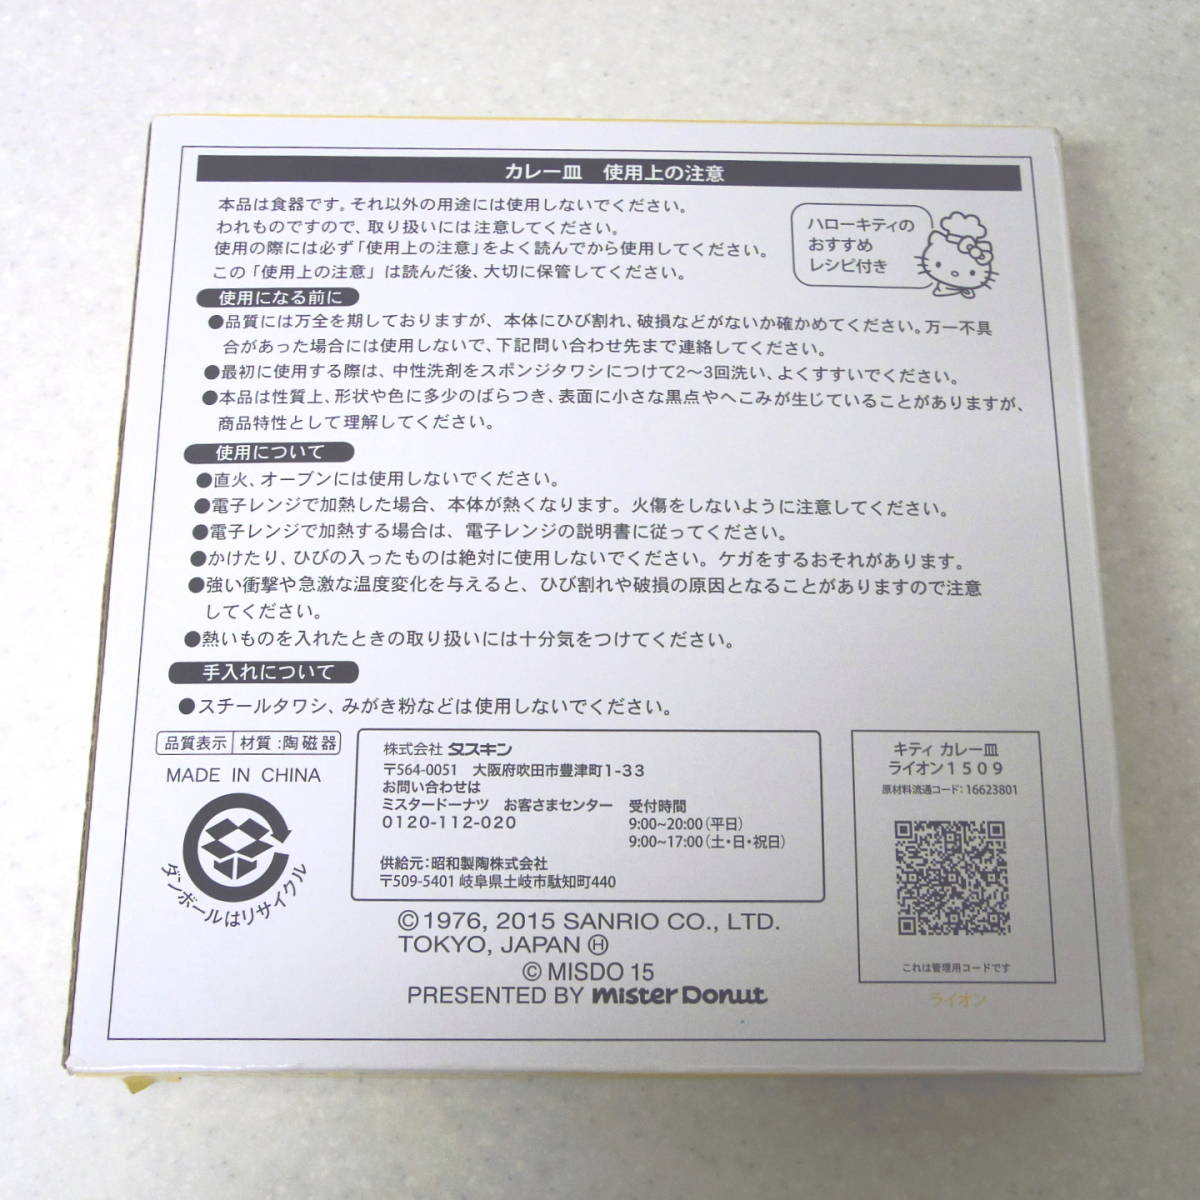 カレー皿　使用上の注意
本品は食器です。それ以外の用途には使用しないでください。
われものですので、取り扱いには注意してください。
使用の際には必ず「使用上の注意」をよく読んでから使用してください。
この「使用上の注意」は読んだ後、大切に保管してください。
ハローキティの
おすすめ
レシピ付き
使用になる前に
●品質には万全を期しておりますが、本体にひび割れ、破損などがないか確かめてください。万一不具
合があった場合には使用しないで、下記問い合わせ先まで連絡してください。
●最初に使用する際は、中性洗剤をスポンジタワシにつけて2〜3回洗い、よくすすいでください。
●本品は性質上、形状や色に多少のばらつき、表面に小さな黒点やへこみが生じていることがありますが、
商品特性として理解してください。
使用について
●直火、オーブンには使用しないでください。
●電子レンジで加熱した場合、本体が熱くなります。火傷をしないように注意してください。
●電子レンジで加熱する場合は、電子レンジの説明書に従ってください。
●かけたり、ひびの入ったものは絶対に使用しないでください。ケガをするおそれがあります。
●強い衝撃や急激な温度変化を与えると、ひび割れや破損の原因となることがありますので注意
してください。
●熱いものを入れたときの取り扱いには十分気をつけてください。
手入れについて
●スチールタワシ、みがき粉などは使用しないでください。
品質表示 材質:陶磁器
MADE IN CHINA
ダンボールはリサイクル
株式会社 ダスキン
〒564-0051　大阪府吹田市豊津町1-33
お問い合わせは
ミスタードーナツ　お客さまセンター　受付時間
0120-112-020　9:00~20:00(平日)
9:00~17:00(土・日・祝日)
供給元:昭和製陶株式会社
〒509-5401 岐阜県土岐市駄知町440
©1976, 2015 SANRIO CO., LTD.
TOKYO, JAPAN Ⓗ
© MISDO 15
PRESENTED BY mister Donut
キティ カレー皿
ライオン1509
原材料流通コード:16623801
これは管理用コードです
ライオン